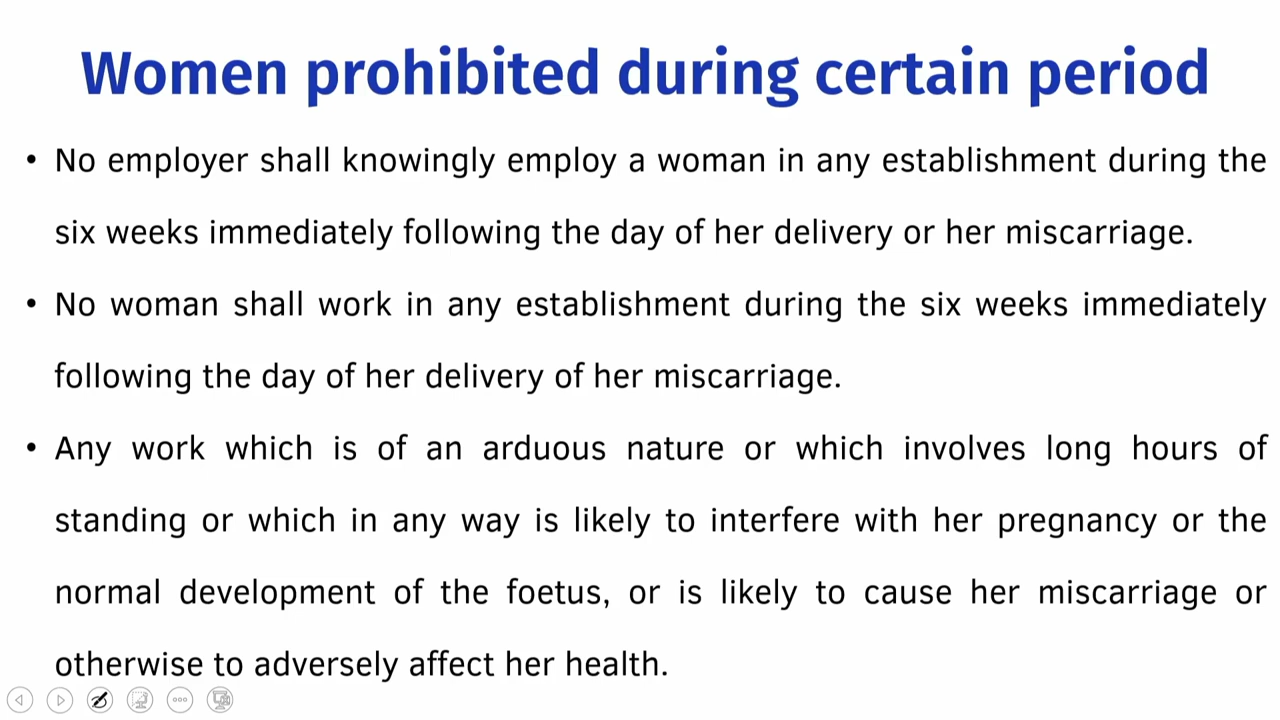 Women prohibited during certain period
• No employer shall knowingly employ a woman in any establishment during the
six weeks immediately following the day of her delivery or her miscarriage.
• No woman shall work in any establishment during the six weeks immediately
following the day of her delivery of her miscarriage.
• Any work which is of an arduous nature or which involves long hours of
standing or which in any way is likely to interfere with her pregnancy or the
normal development of the foetus, or is likely to cause her miscarriage or
otherwise to adversely affect her health.